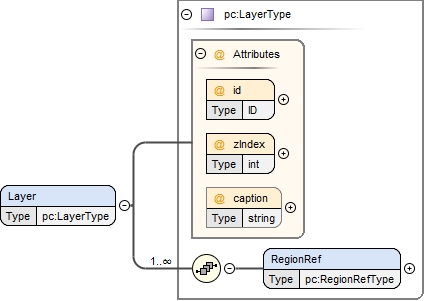 pc:LayerType
@ Attributes
@ id
Type ID
@ zIndex
Type int
@ caption
Type string
Layer
Type pc:LayerType
1..∞
RegionRef
Type pc:RegionRefType